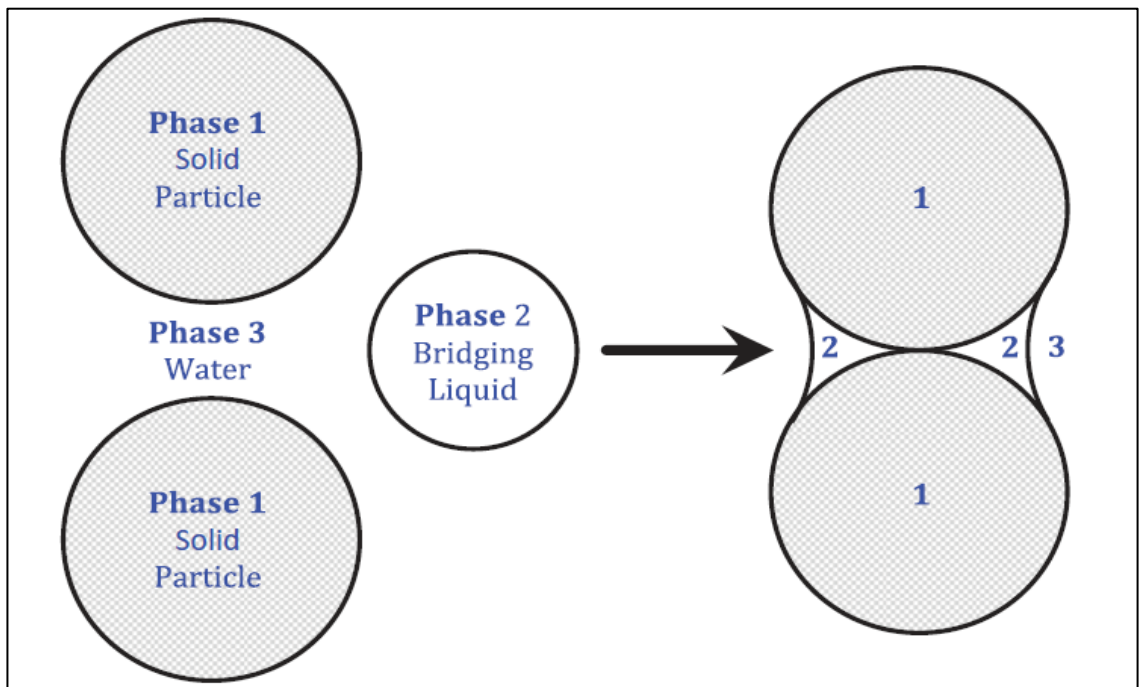 Phase 1
Solid
Particle
Phase 3
Water
Phase 1
Solid
Particle
Phase 2
Bridging
Liquid
1
2
2
3
1